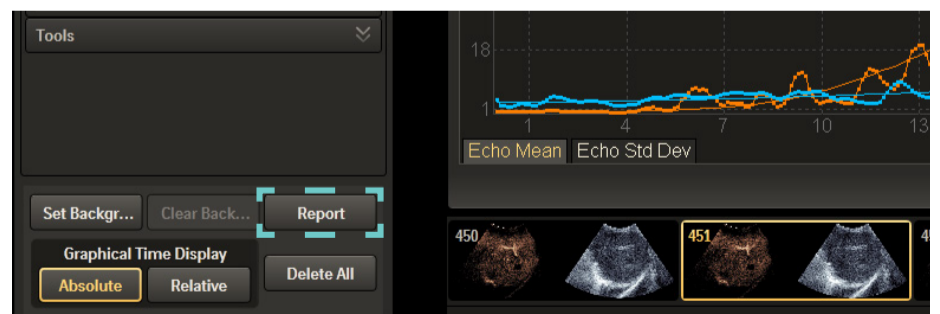 Tools
Set Backgr...
Clear Back...
Report
Graphical Time Display
Absolute
Relative
Delete All
18
1
1
4
7
10
13
Echo Mean
Echo Std Dev
450
451